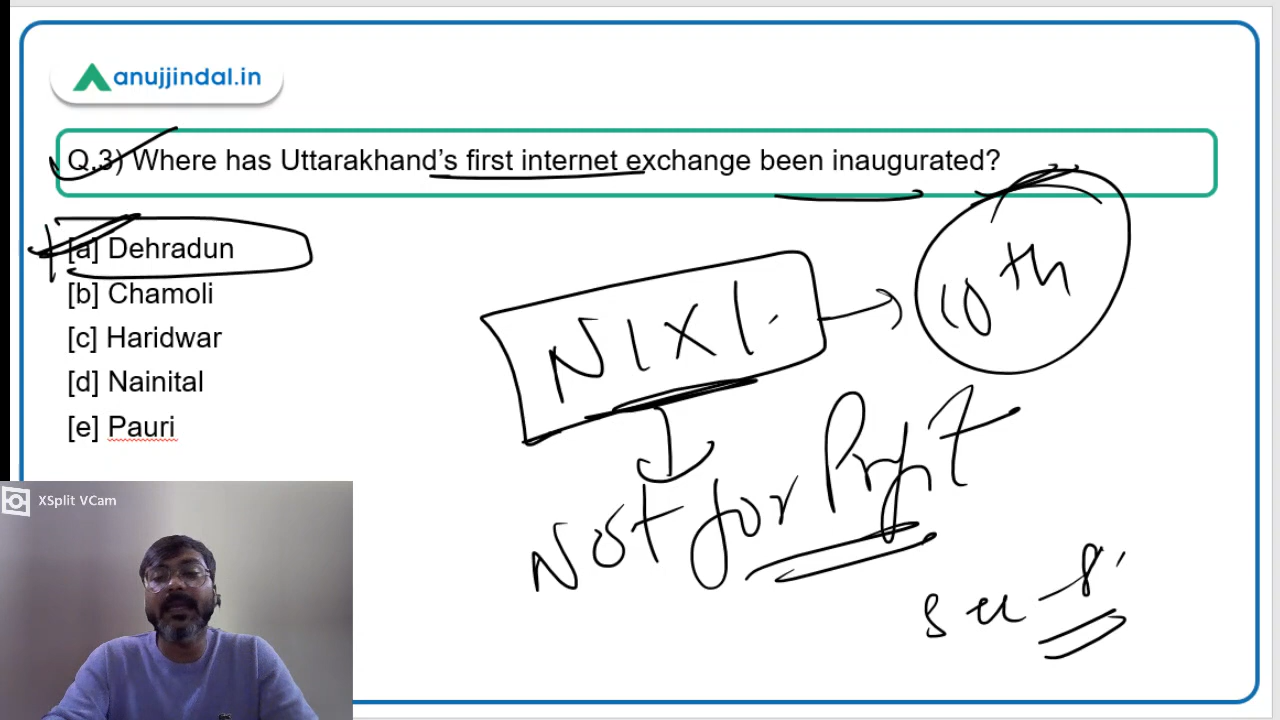 anujjindal.in
Q.3) Where has Uttarakhand's first internet exchange been inaugurated?
[a] Dehradun
[b] Chamoli
[c] Haridwar
[d] Nainital
[e] Pauri
NIXI
10th
Not for Profit
XSplit VCam